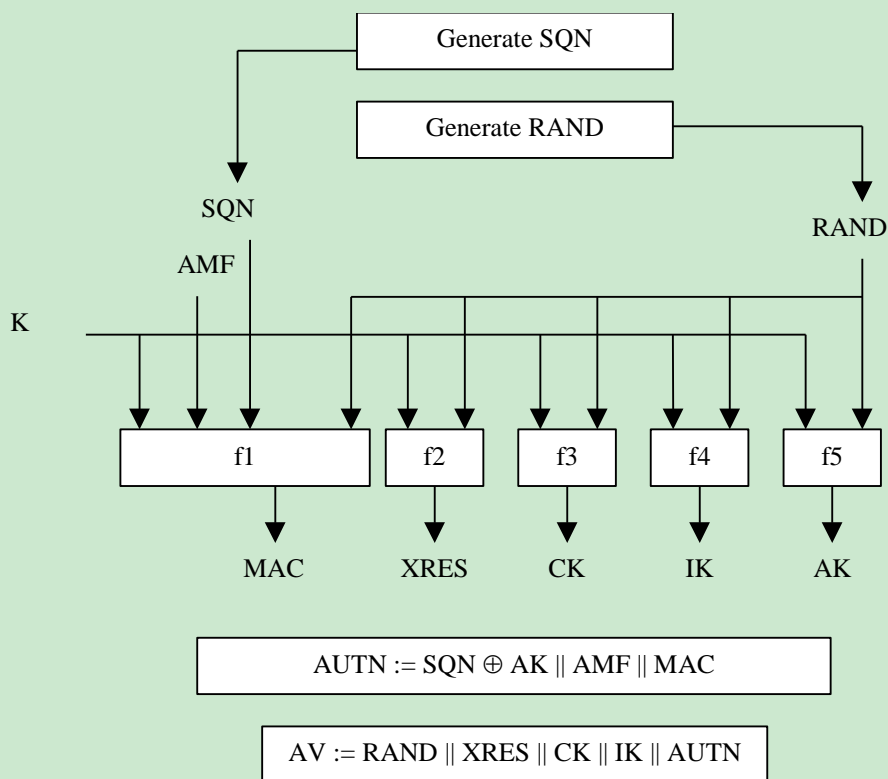 Generate SQN
Generate RAND
SQN
RAND
AMF
K
f1
f2
f3
f4
f5
MAC
XRES
CK
IK
AK
AUTN := SQN ⊕ AK || AMF || MAC
AV := RAND || XRES || CK || IK || AUTN